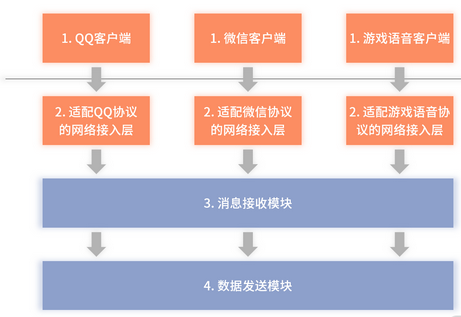 1. QQ客户端
1. 微信客户端
1. 游戏语音客户端
2. 适配QQ协议
的网络接入层
2. 适配微信协议
的网络接入层
2. 适配游戏语音协
议的网络接入层
3. 消息接收模块
4. 数据发送模块